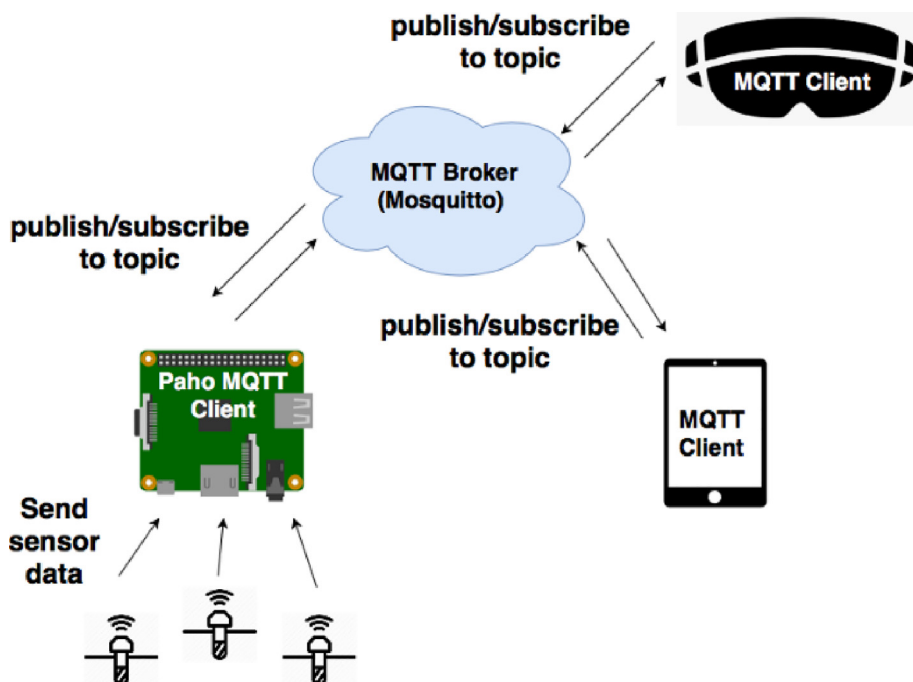 publish/subscribe
to topic
MQTT Client
MQTT Broker
(Mosquitto)
publish/subscribe
to topic
publish/subscribe
to topic
Paho MQTT
Client
MQTT
Client
Send
sensor
data